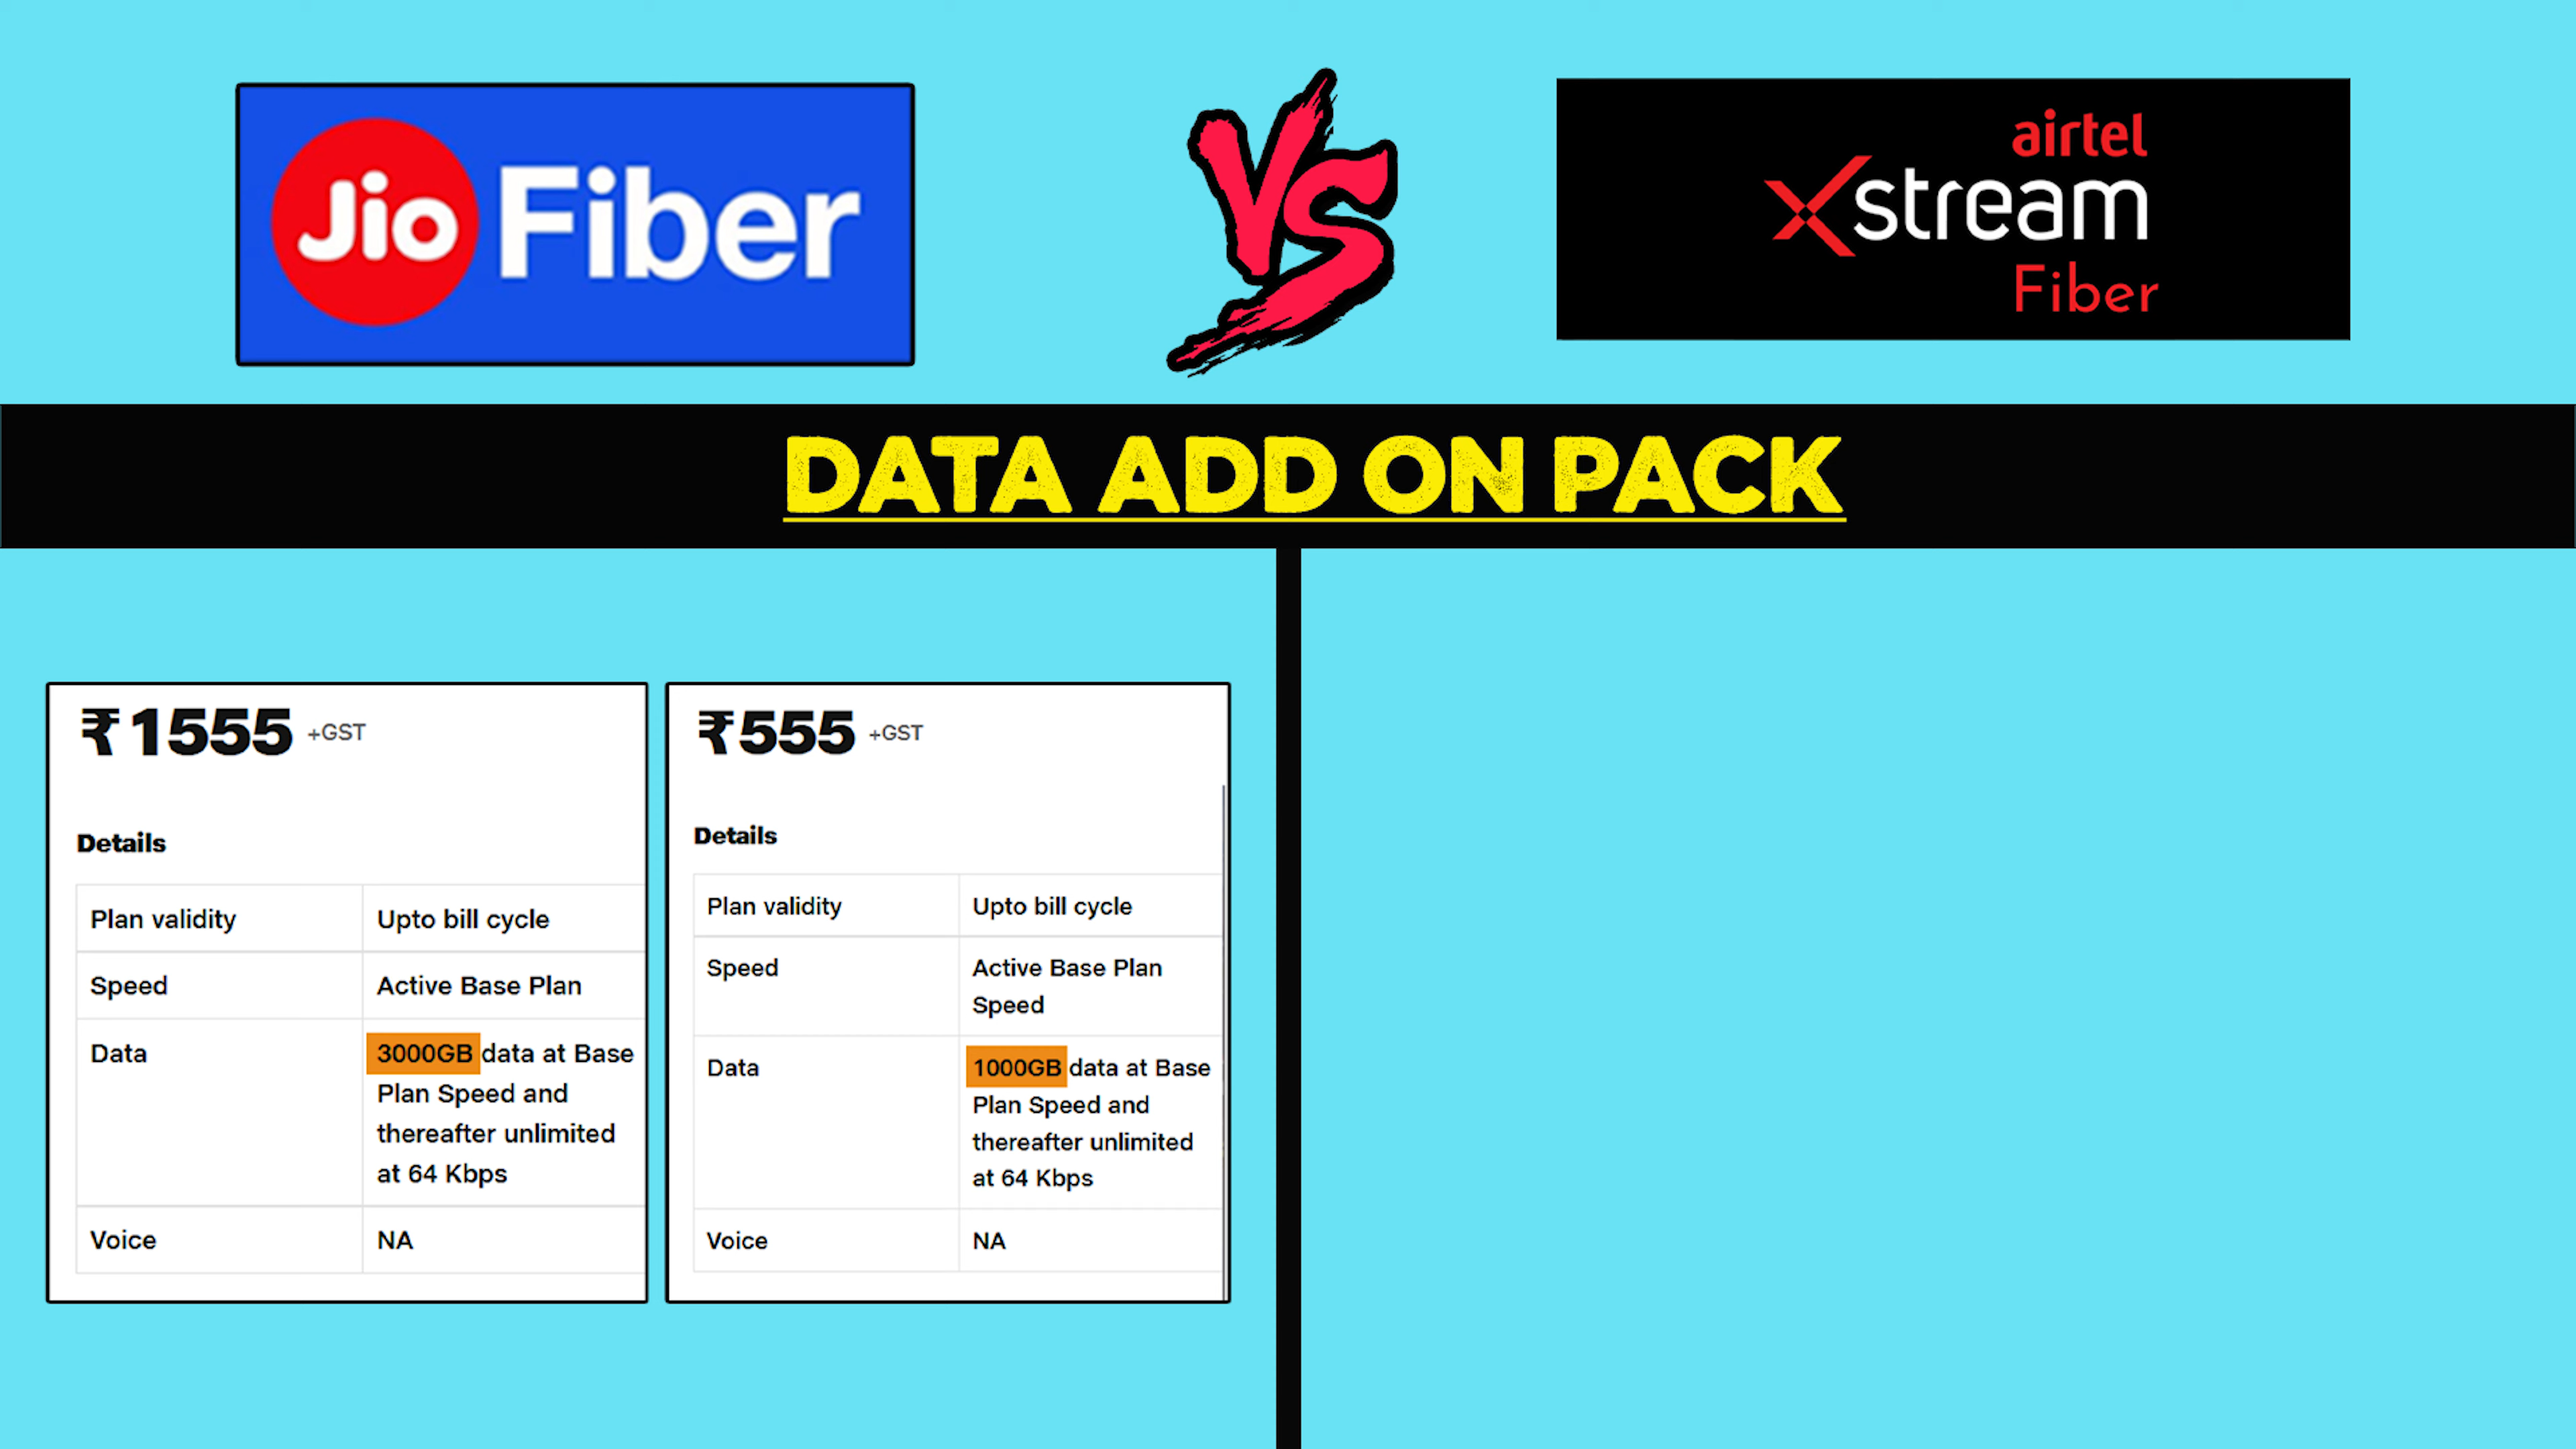 Jio Fiber
VS
airtel
Xstream
Fiber
DATA ADD ON PACK
₹1555 +GST
Details
Plan validity Upto bill cycle
Speed Active Base Plan
Data 3000GB data at Base
Plan Speed and
thereafter unlimited
at 64 Kbps
Voice NA
₹555 +GST
Details
Plan validity Upto bill cycle
Speed Active Base Plan
Speed
Data 1000GB data at Base
Plan Speed and
thereafter unlimited
at 64 Kbps
Voice NA